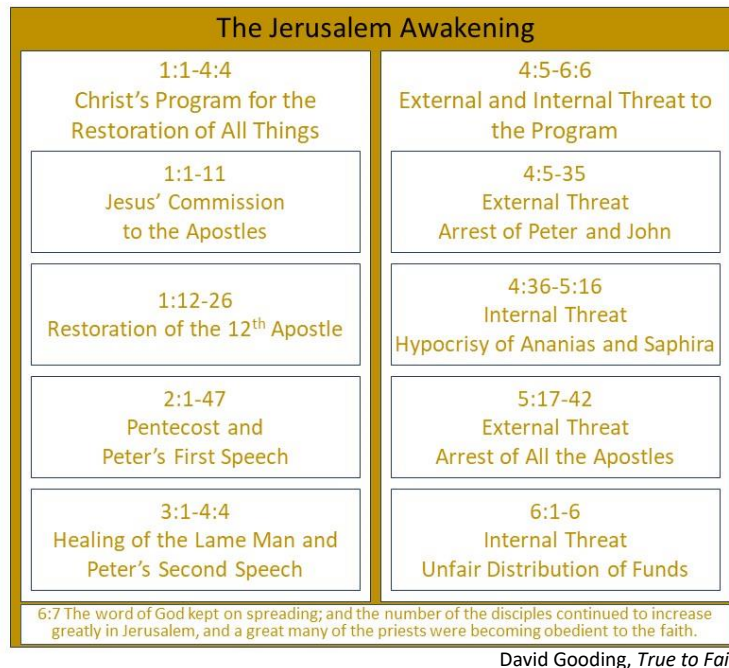 The Jerusalem Awakening
1:1-4:4
Christ's Program for the
Restoration of All Things
1:1-11
Jesus' Commission
to the Apostles
1:12-26
Restoration of the 12th Apostle
2:1-47
Pentecost and
Peter's First Speech
3:1-4:4
Healing of the Lame Man and
Peter's Second Speech
4:5-6:6
External and Internal Threat to
the Program
4:5-35
External Threat
Arrest of Peter and John
4:36-5:16
Internal Threat
Hypocrisy of Ananias and Saphira
5:17-42
External Threat
Arrest of All the Apostles
6:1-6
Internal Threat
Unfair Distribution of Funds
6:7 The word of God kept on spreading; and the number of the disciples continued to increase
greatly in Jerusalem, and a great many of the priests were becoming obedient to the faith.
David Gooding, True to